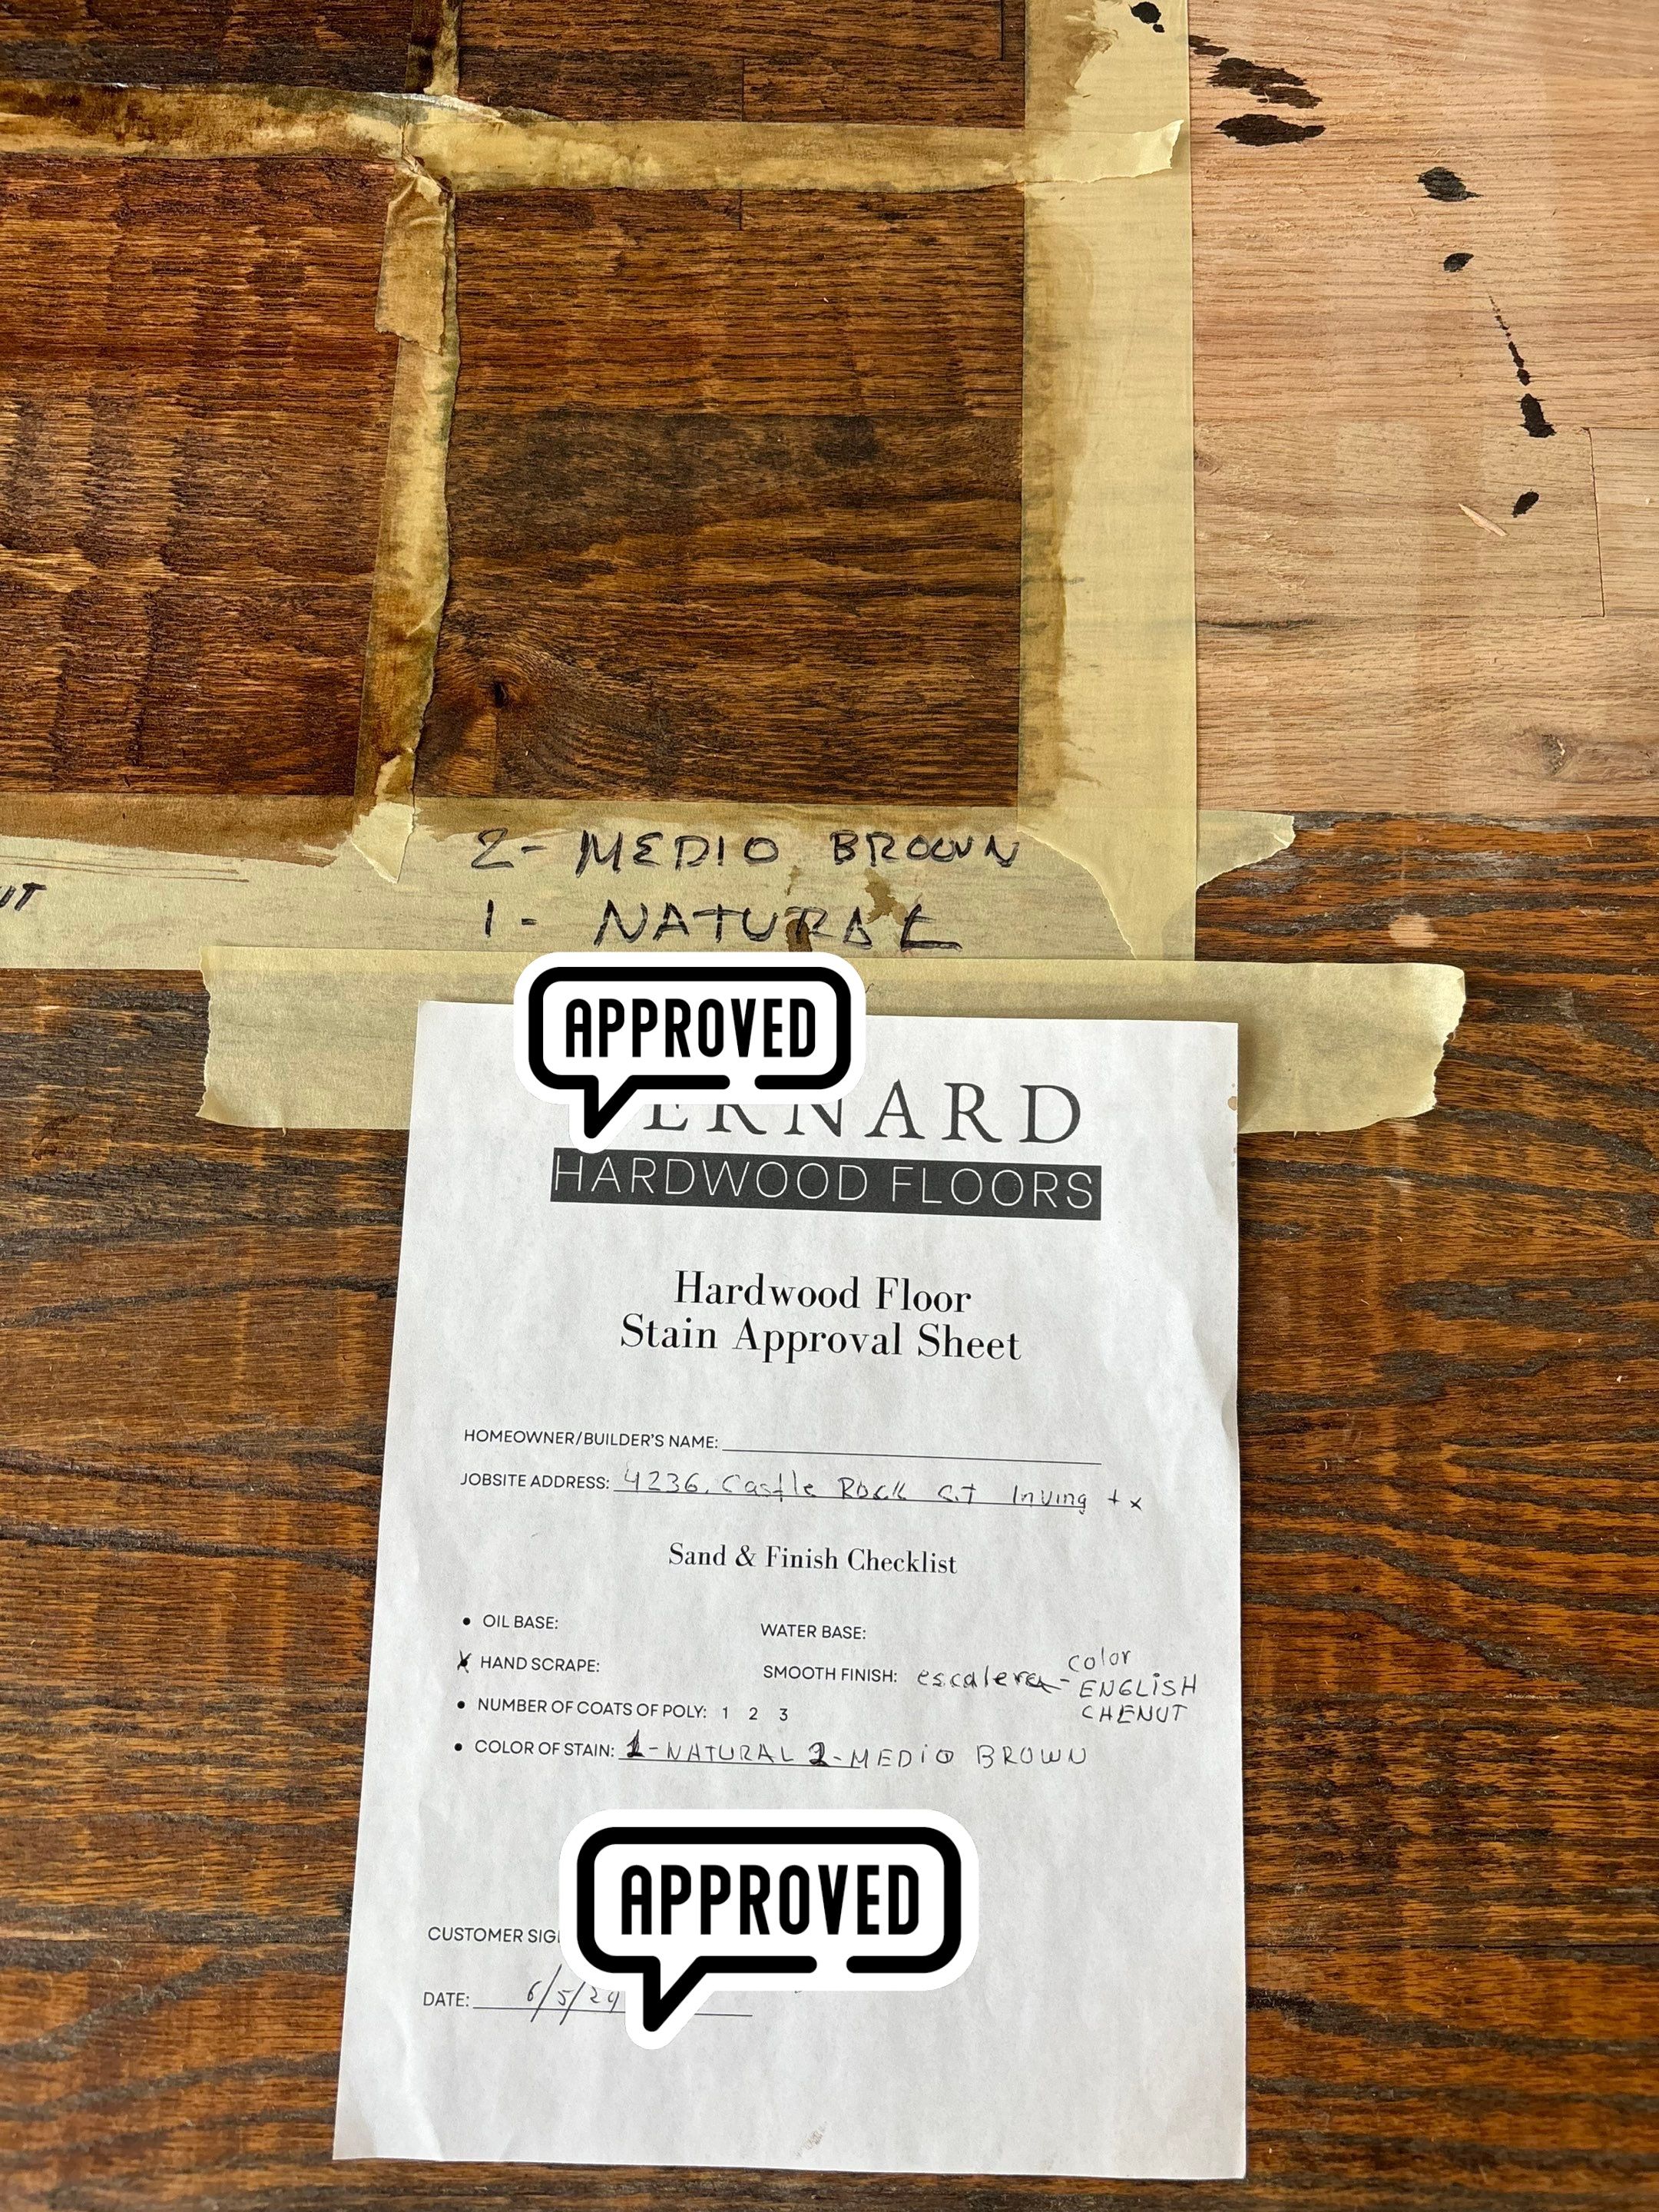 2- MEDIO BROWN
1- NATURAL
UT
APPROVED
ERNARD
HARDWOOD FLOORS
Hardwood Floor
Stain Approval Sheet
HOMEOWNER/BUILDER'S NAME:
JOBSITE ADDRESS: 4236. Castle Rock CT Irving tx
Sand & Finish Checklist
• OIL BASE: WATER BASE:
X HAND SCRAPE: SMOOTH FINISH: escalera- color
ENGLISH
CHENUT
• NUMBER OF COATS OF POLY: 1 2 3
• COLOR OF STAIN: 1-NATURAL 2-MEDIO BROWN
APPROVED
CUSTOMER SIG
DATE: 6/5/24